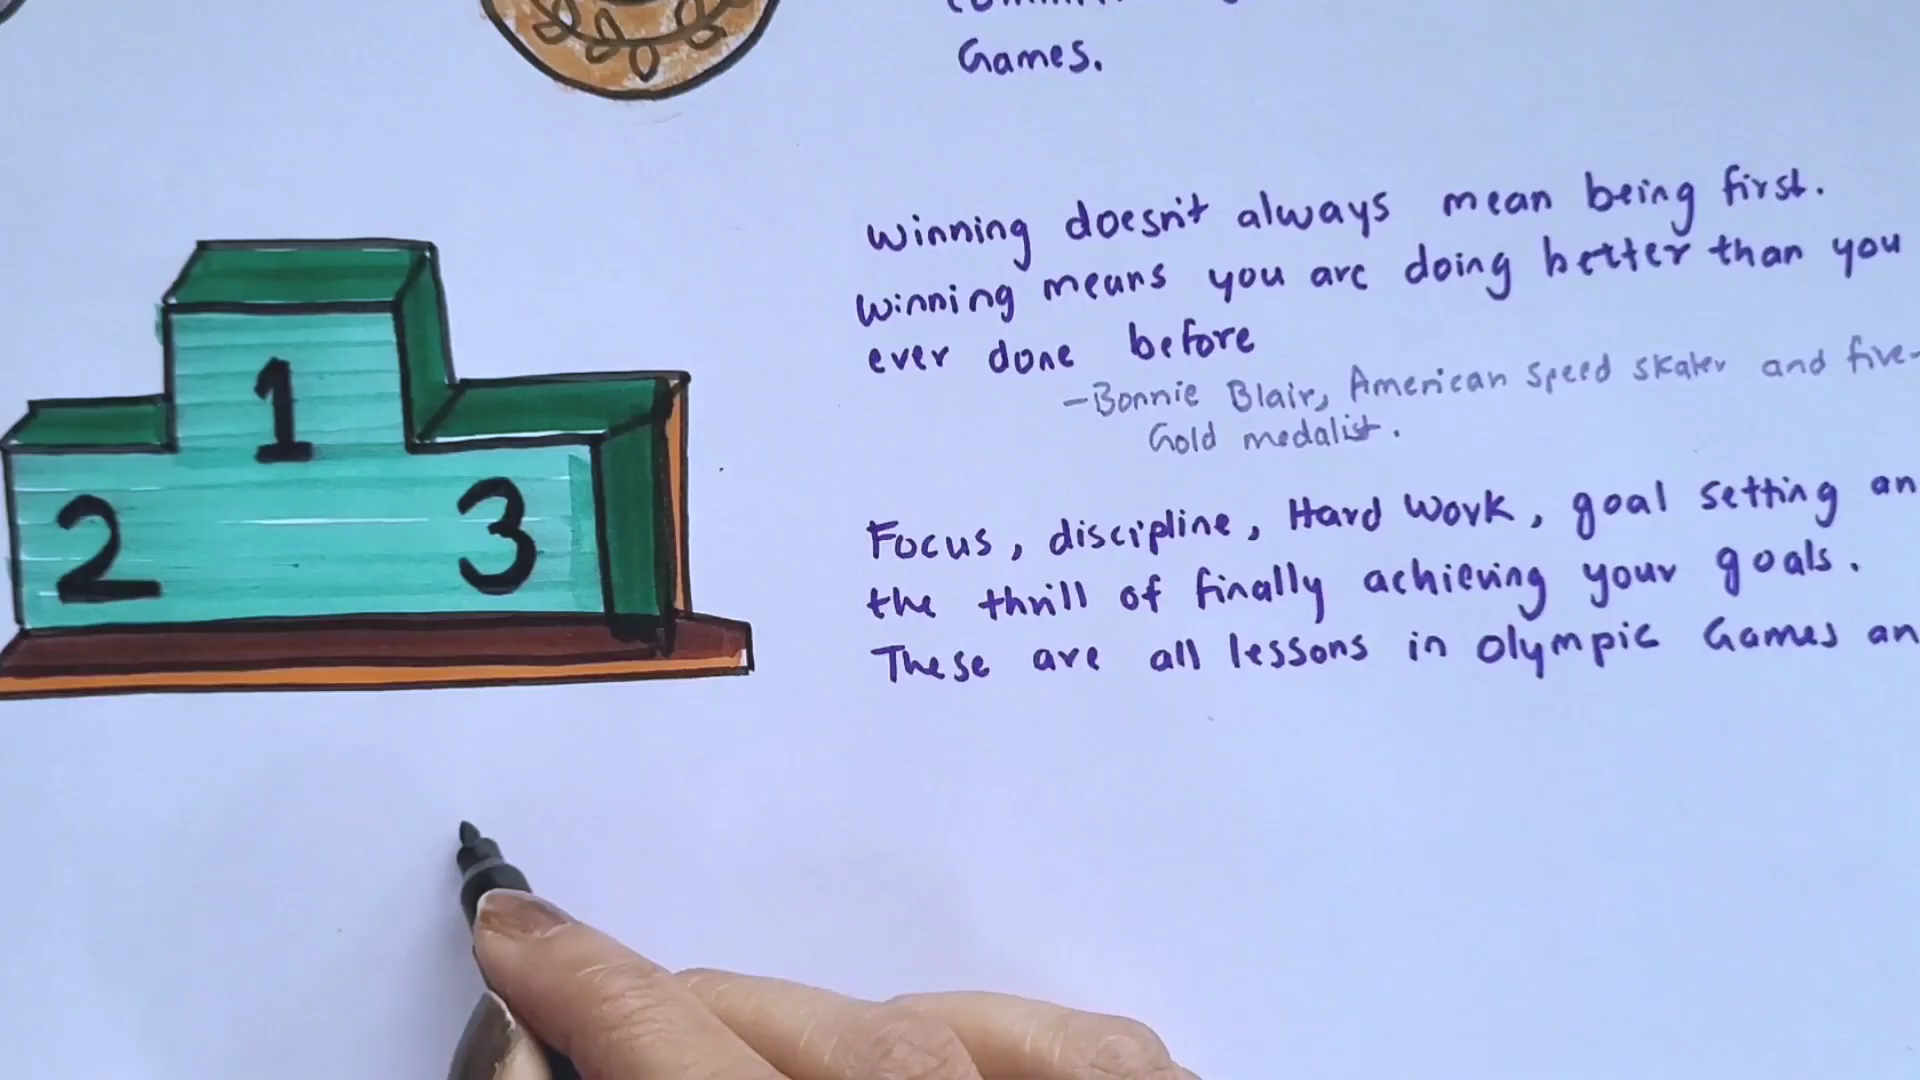 Games.
1
2
3
Winning doesn't always mean being first.
Winning means you are doing better than you
ever done before
-Bonnie Blair, American speed skater and five-
Gold medalist.
Focus, discipline, Hard work, goal setting an
the thrill of finally achieving your goals.
These are all lessons in Olympic Games an